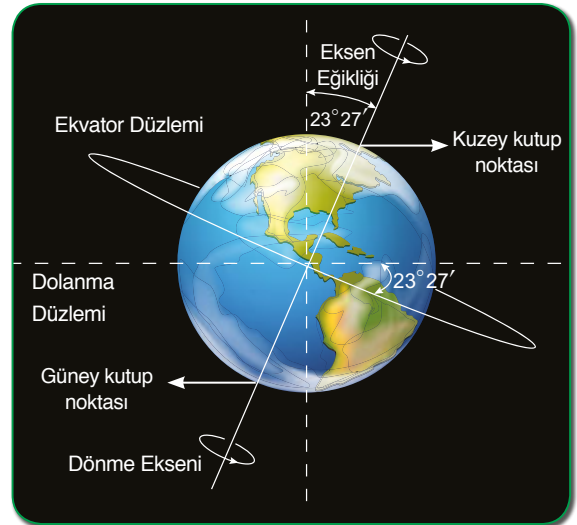 Eksen
Eğikliği
23°27′
Ekvator Düzlemi
Kuzey kutup
noktası
23°27′
Dolanma
Düzlemi
Güney kutup
noktası
Dönme Ekseni